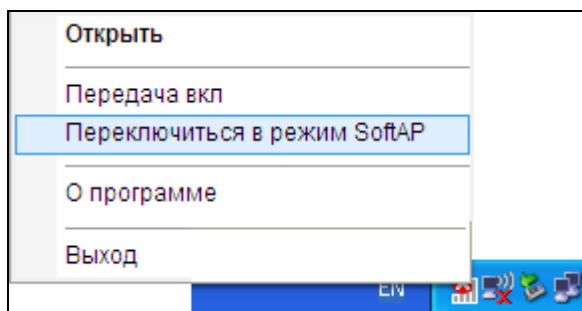 Открыть
Передача вкл
Переключиться в режим SoftAP
О программе
Выход
EN